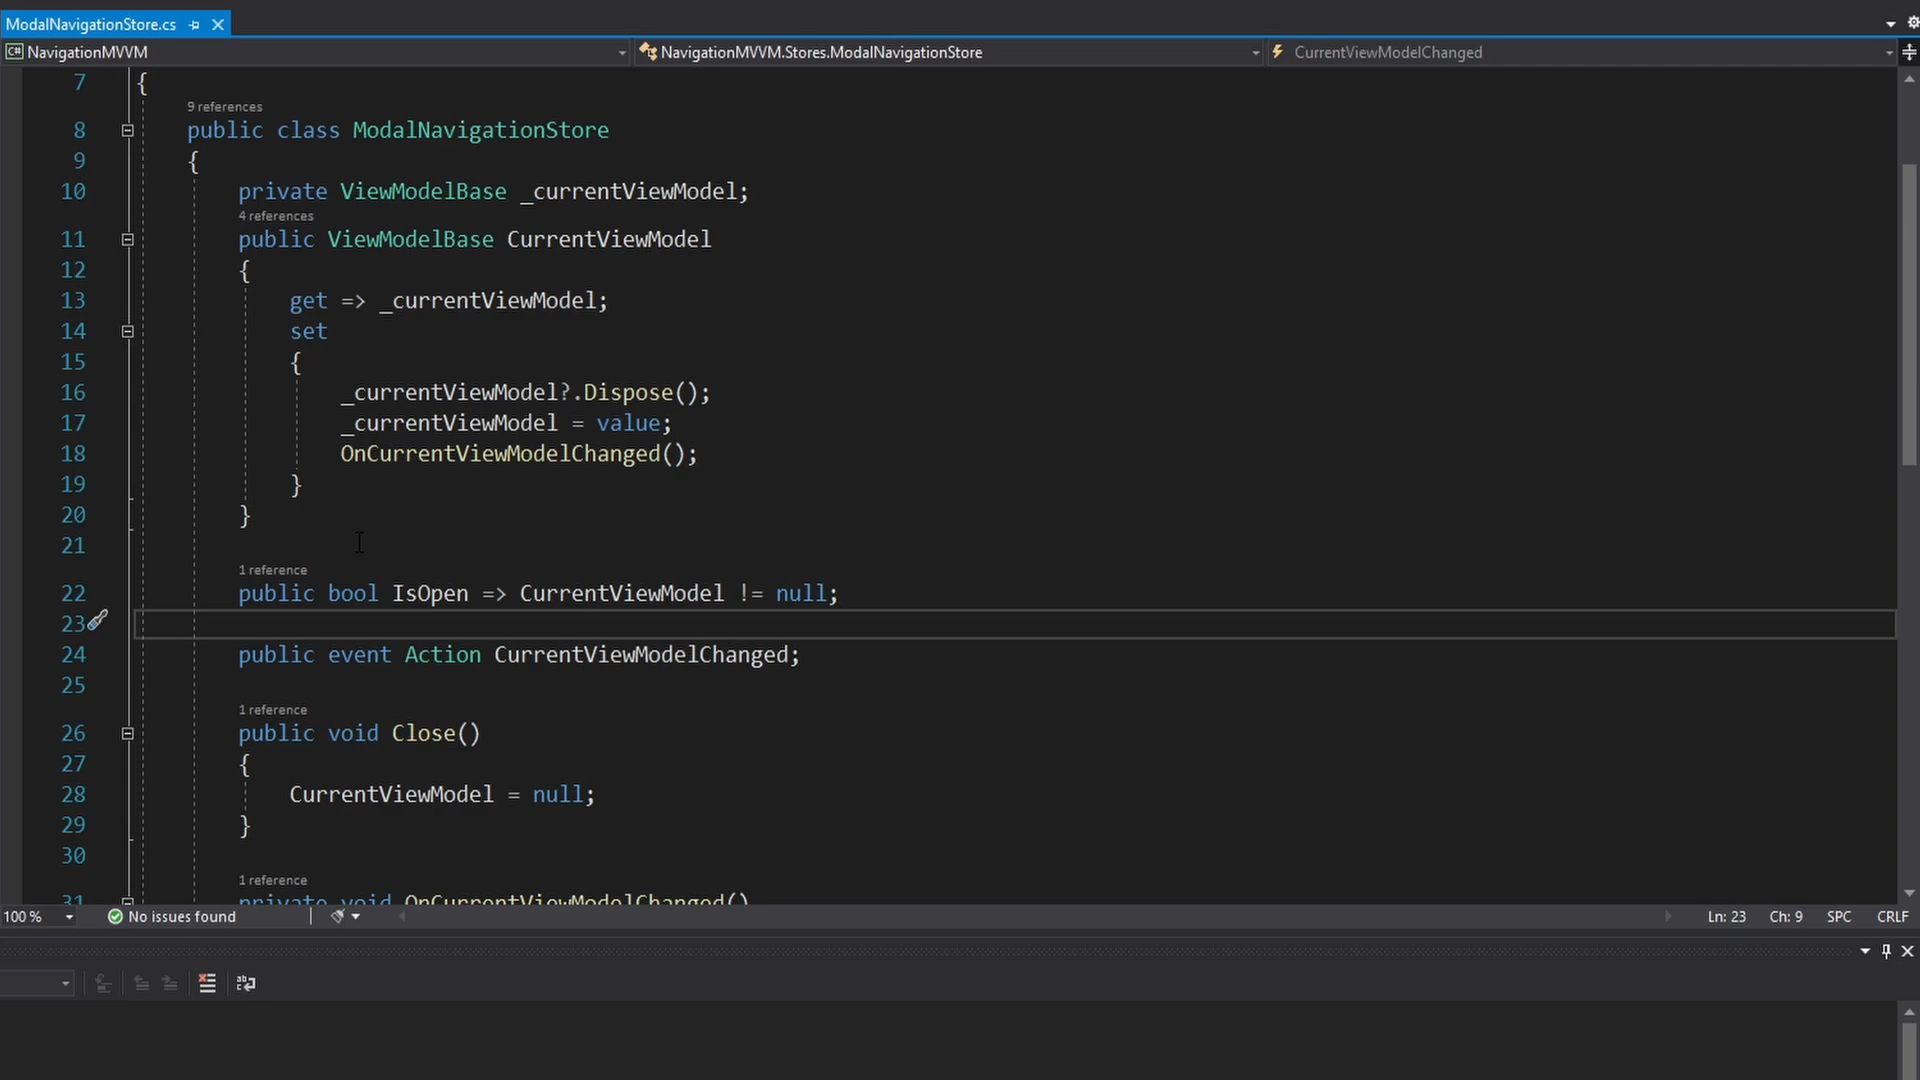 ModalNavigationStore.cs
NavigationMVVM NavigationMVVM.Stores.ModalNavigationStore CurrentViewModelChanged
7 {
9 references
8 public class ModalNavigationStore
9 {
10 private ViewModelBase _currentViewModel;
4 references
11 public ViewModelBase CurrentViewModel
12 {
13 get => _currentViewModel;
14 set
15 {
16 _currentViewModel?.Dispose();
17 _currentViewModel = value;
18 OnCurrentViewModelChanged();
19 }
20 }
21
1 reference
22 public bool IsOpen => CurrentViewModel != null;
23
24 public event Action CurrentViewModelChanged;
25
1 reference
26 public void Close()
27 {
28 CurrentViewModel = null;
29 }
30
1 reference
31 private void OnCurrentViewModelChanged()
100 % No issues found Ln: 23 Ch: 9 SPC CRLF